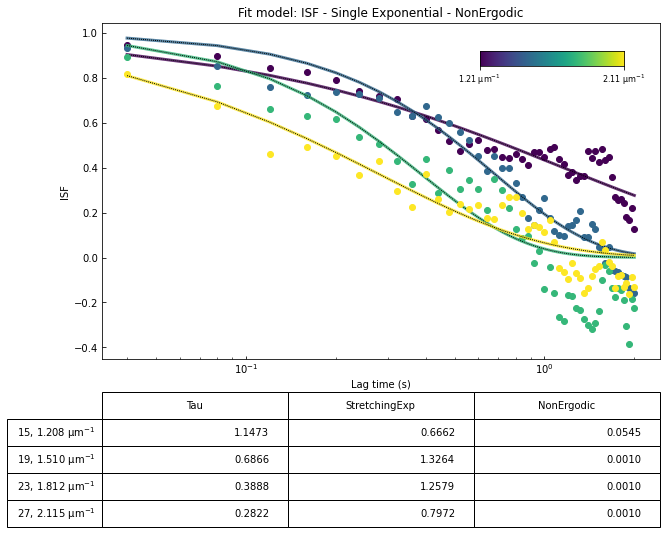 Fit model: ISF - Single Exponential - NonErgodic
1.0
0.8
0.6
0.4
0.2
0.0
−0.2
−0.4
ISF
1.21 μm⁻¹ 2.11 μm⁻¹
10⁻¹ 10⁰
Lag time (s)
Tau StretchingExp NonErgodic
15, 1.208 μm⁻¹ 1.1473 0.6662 0.0545
19, 1.510 μm⁻¹ 0.6866 1.3264 0.0010
23, 1.812 μm⁻¹ 0.3888 1.2579 0.0010
27, 2.115 μm⁻¹ 0.2822 0.7972 0.0010